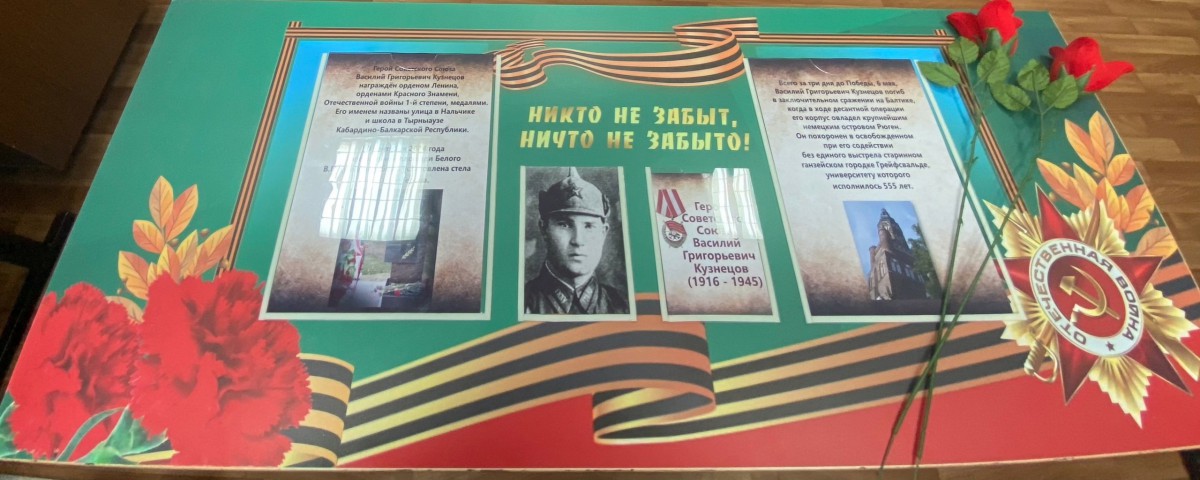 Герой Советского Союза
Василий Григорьевич Кузнецов
награждён орденом Ленина,
орденами Красного Знамени,
Отечественной войны 1-й степени, медалями.
Его именем названы улица в Нальчике
и школа в Тырныаузе
Кабардино-Балкарской Республики.
года
Белого
стела
НИКТО НЕ ЗАБЫТ,
НИЧТО НЕ ЗАБЫТО!
Василий
Григорьевич
Кузнецов
(1916 - 1945)
Всего за три дня до Победы, 6 мая,
Василий Григорьевич Кузнецов погиб
в заключительном сражении на Балтике,
когда в ходе десантной операции
его корпус овладел крупнейшим
немецким островом Рюген.
Он похоронен в освобожденном
при его содействии
без единого выстрела старинном
ганзейском городке Грейфсвальде,
университету которого
исполнилось 555 лет.
ОТЕЧЕСТВЕННАЯ ВОЙНА